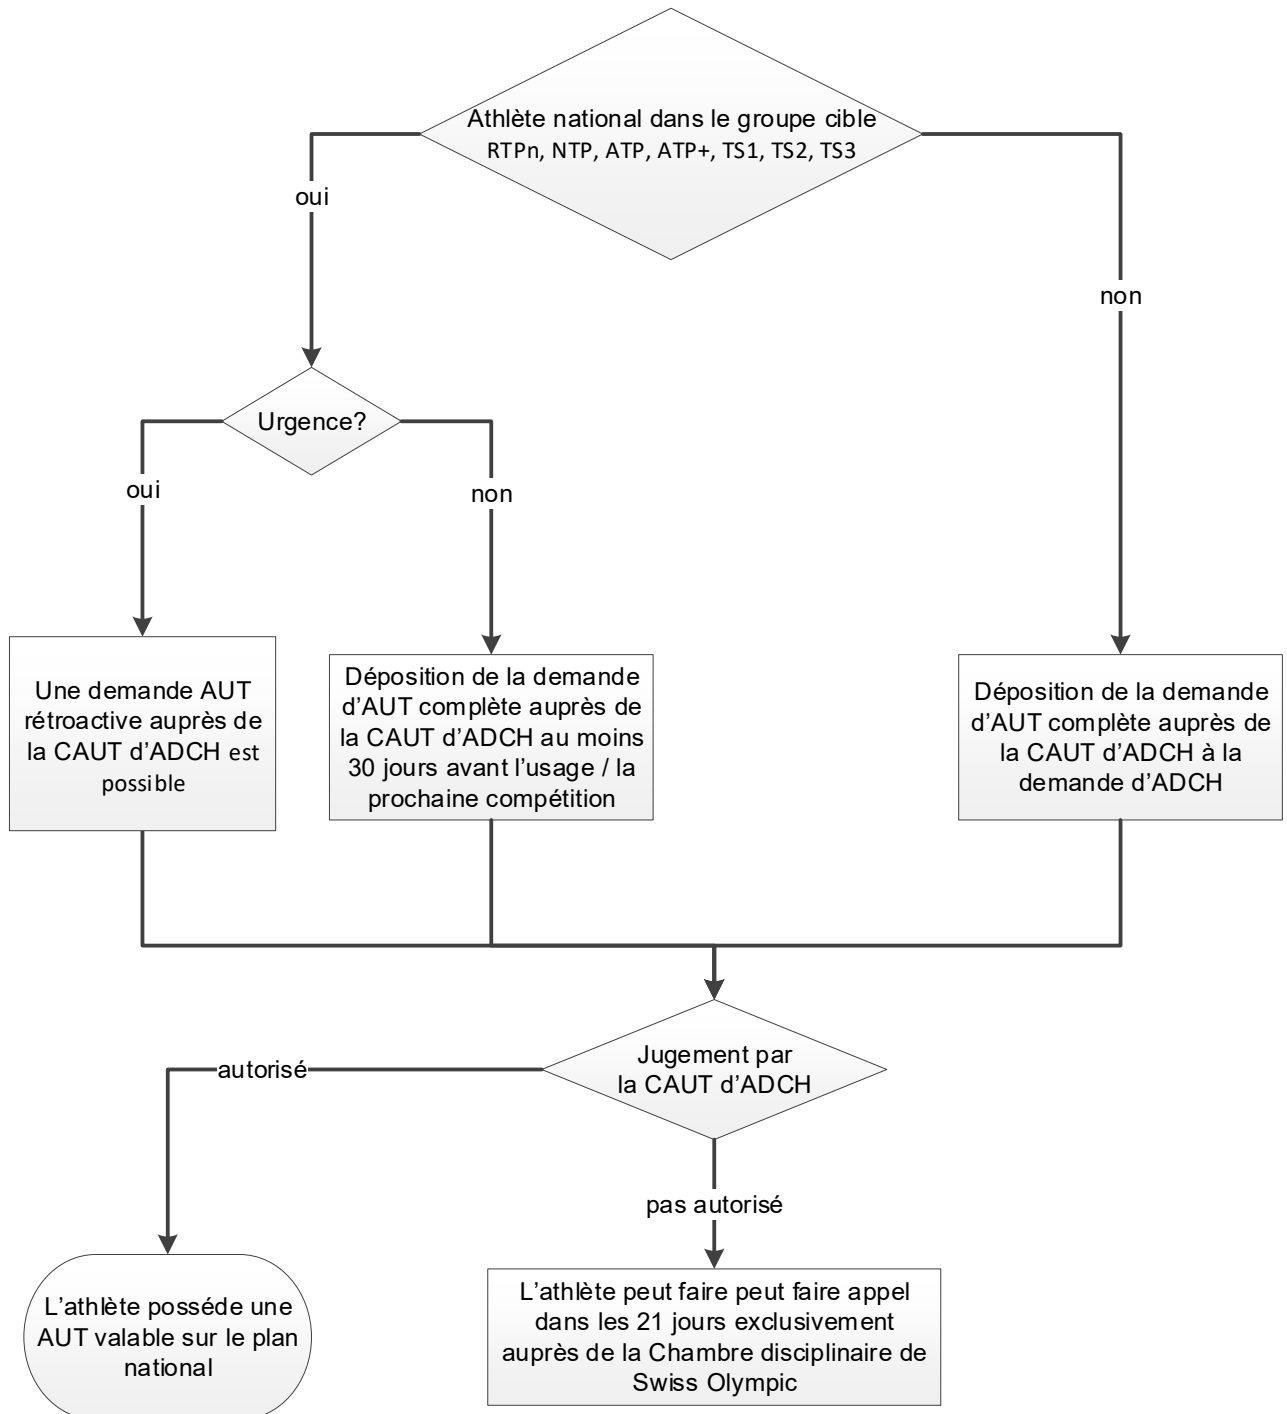 Athlète national dans le groupe cible
RTPn, NTP, ATP, ATP+, TS1, TS2, TS3
oui
non
Urgence?
oui
non
Une demande AUT
rétroactive auprès de
la CAUT d’ADCH est
possible
Déposition de la demande
d’AUT complète auprès de
la CAUT d’ADCH au moins
30 jours avant l’usage / la
prochaine compétition
Déposition de la demande
d’AUT complète auprès de
la CAUT d’ADCH à la
demande d’ADCH
Jugement par
la CAUT d’ADCH
autorisé
pas autorisé
L’athlète posséde une
AUT valable sur le plan
national
L’athlète peut faire peut faire appel
dans les 21 jours exclusivement
auprès de la Chambre disciplinaire de
Swiss Olympic